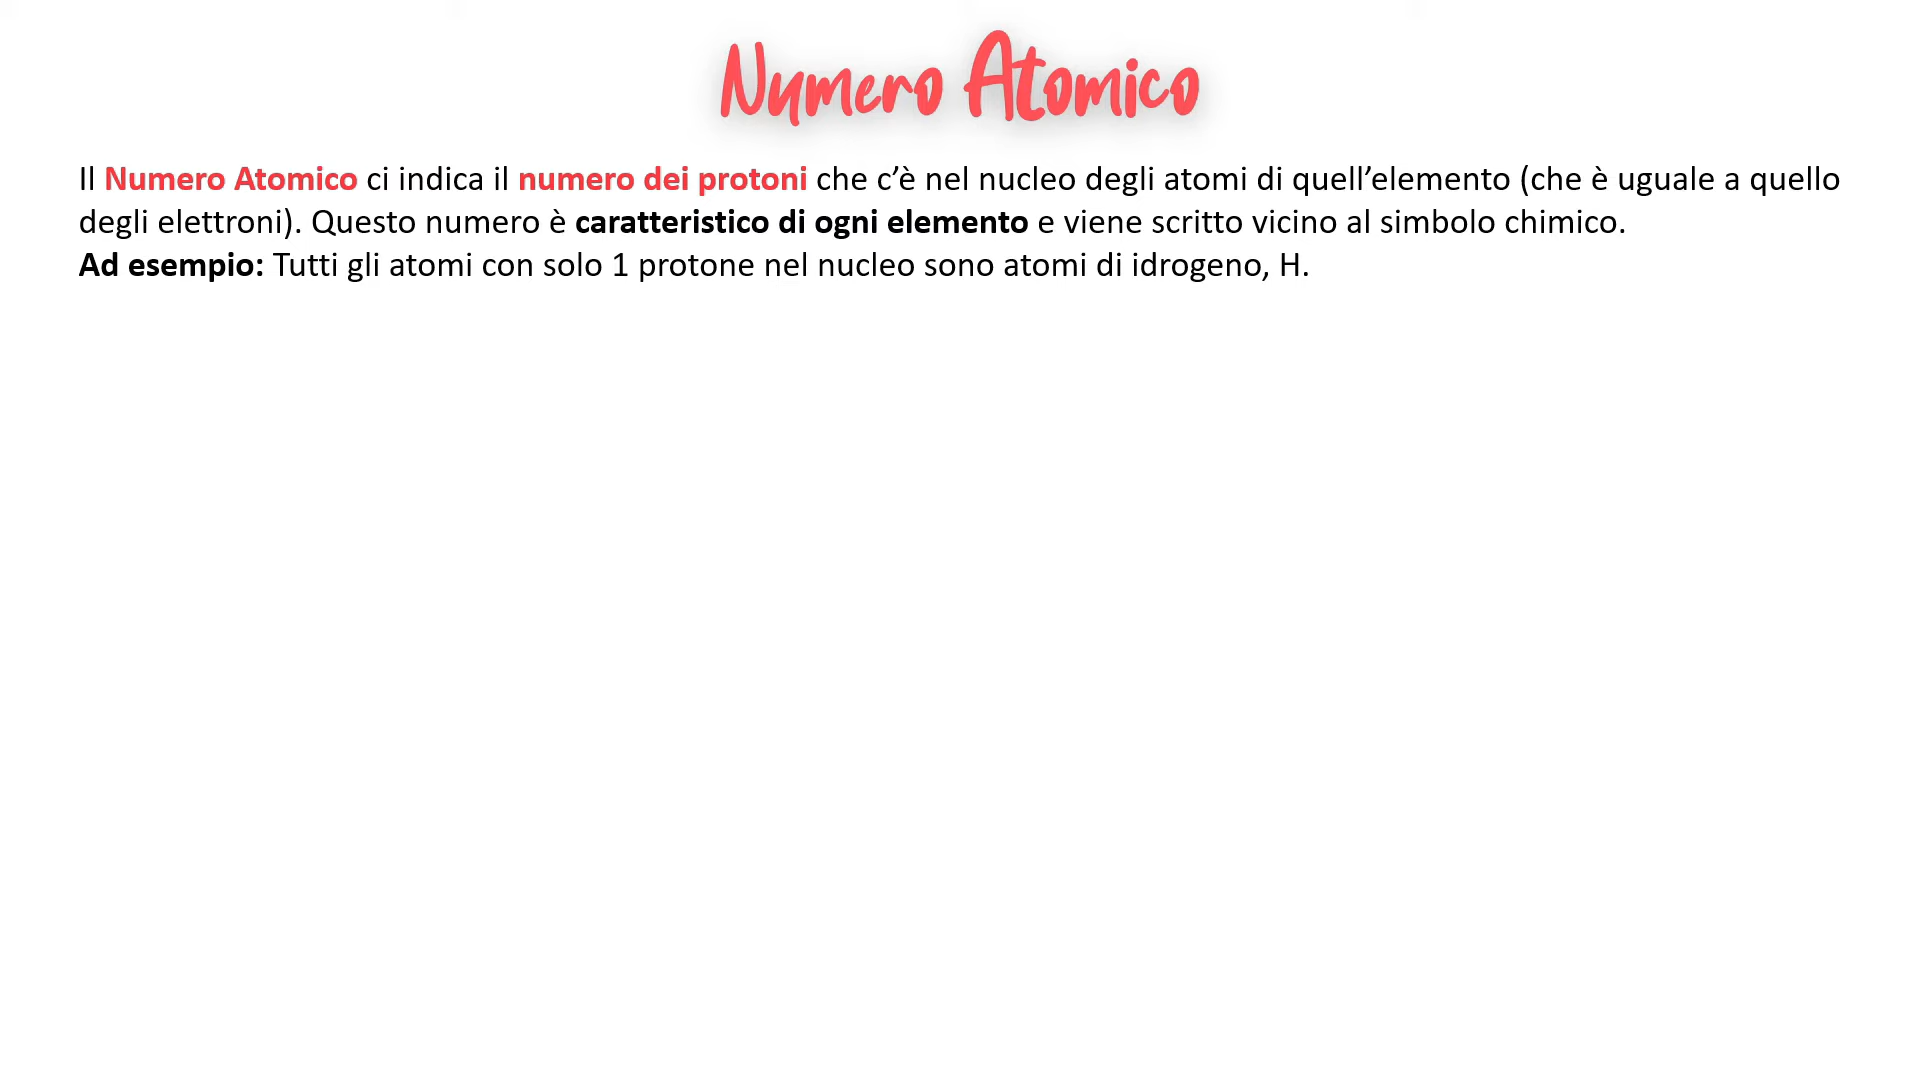 Numero Atomico
Il Numero Atomico ci indica il numero dei protoni che c’è nel nucleo degli atomi di quell’elemento (che è uguale a quello
degli elettroni). Questo numero è caratteristico di ogni elemento e viene scritto vicino al simbolo chimico.
Ad esempio: Tutti gli atomi con solo 1 protone nel nucleo sono atomi di idrogeno, H.